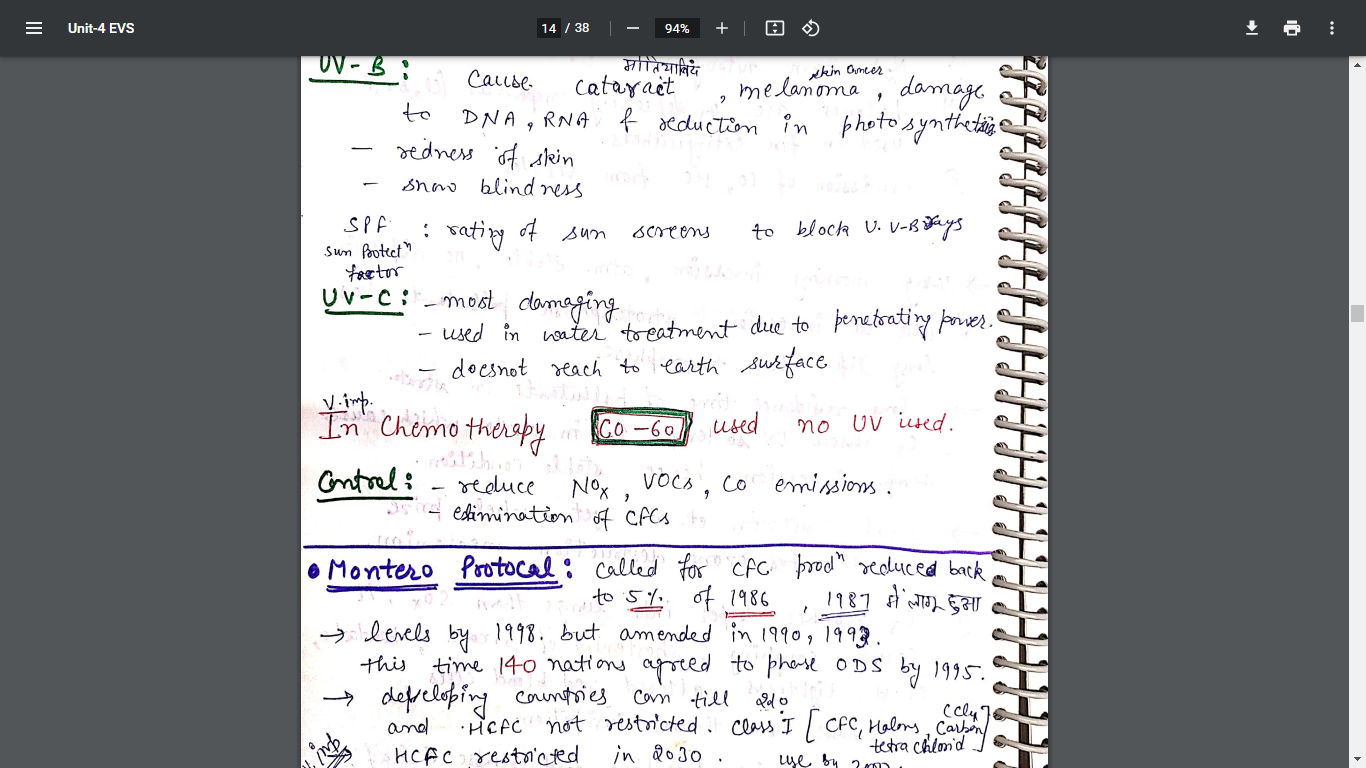 Unit-4 EVS
14 / 38
94%
UV-B :
मोतियाबिंद
skin cancer
Cause cataract , melanoma , damage
to DNA , RNA & reduction in photosynthesis
— redness of skin
— snow blindness
SPF : rating of sun screens to block U.V-B rays
sun Protectⁿ
factor
UV-C : — most damaging
— used in water treatment due to penetrating power.
— doesnot reach to earth surface
V.imp.
In Chemotherapy CO-60 used no UV used.
Control : — reduce NOx , VOCs , CO emissions.
— elimination of CFCs
• Montero Protocal : called for CFC prodⁿ reduced back
to 5% of 1986 , 1987 में लागू हुआ
→ levels by 1998. but amended in 1990, 1992.
this time 140 nations agreed to phase ODS by 1995.
→ developing countries can till
and HCFC not restricted. Class I [ CFC, Halons, Carbon
CCl4
tetrachlorid ]
V.imp
HCFC restricted in 2030 . use by